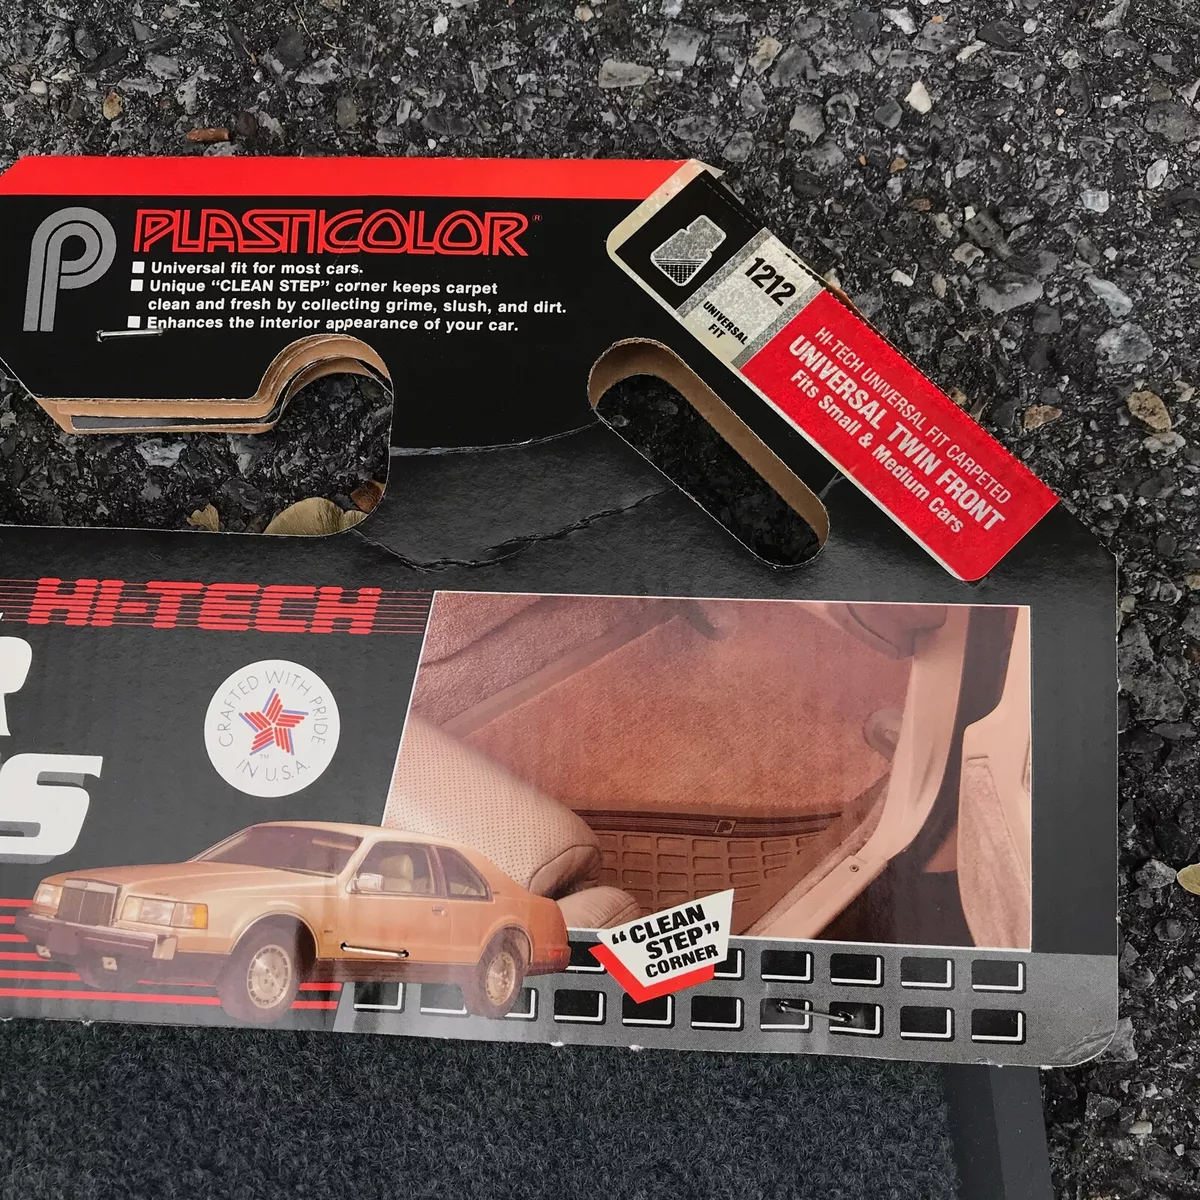 PLASTICOLOR®
Universal fit for most cars.
Unique "CLEAN STEP" corner keeps carpet
clean and fresh by collecting grime, slush, and dirt.
Enhances the interior appearance of your car.
1212
UNIVERSAL
FIT
HI-TECH UNIVERSAL FIT CARPETED
UNIVERSAL TWIN FRONT
Fits Small & Medium Cars
HI-TECH
R
S
CRAFTED WITH PRIDE
IN U.S.A.
TM
"CLEAN
STEP"
CORNER